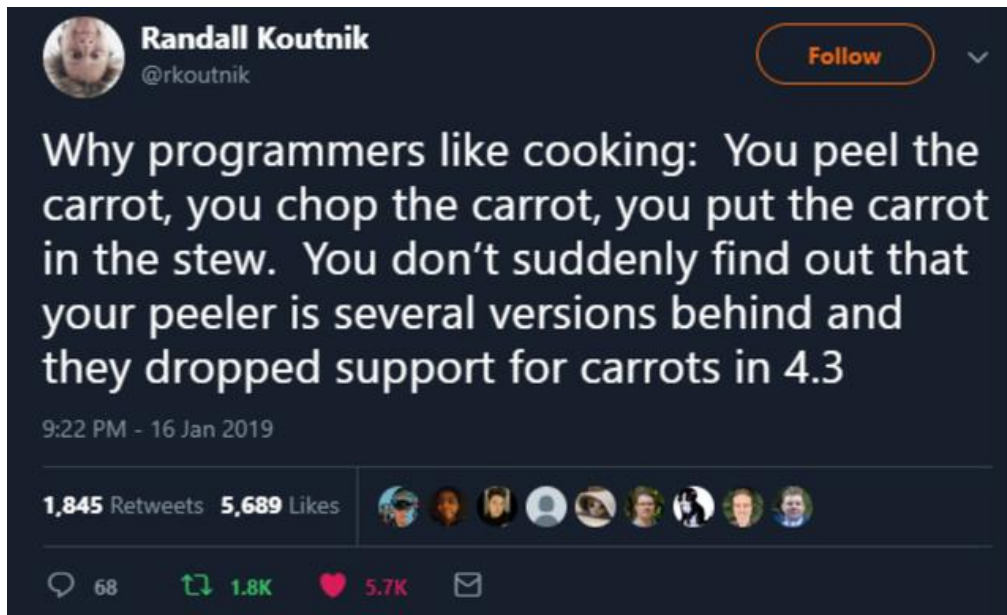 Randall Koutnik
@rkoutnik
Follow
Why programmers like cooking:  You peel the
carrot, you chop the carrot, you put the carrot
in the stew.  You don’t suddenly find out that
your peeler is several versions behind and
they dropped support for carrots in 4.3
9:22 PM - 16 Jan 2019
1,845 Retweets 5,689 Likes
68 1.8K 5.7K